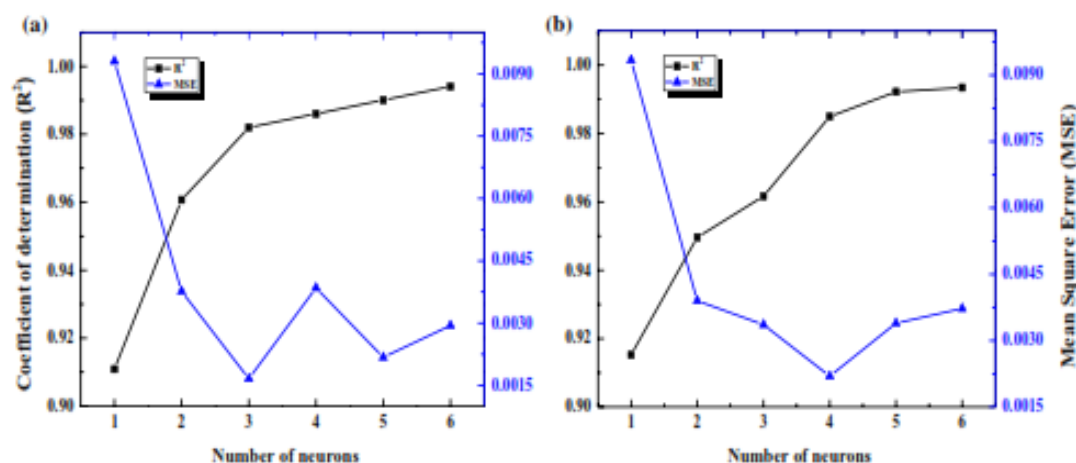 (a)
Coefficient of determination (R²)
1.00
0.98
0.96
0.94
0.92
0.90
R²
MSE
0.0090
0.0075
0.0060
0.0045
0.0030
0.0015
1 2 3 4 5 6
Number of neurons
(b)
1.00
0.98
0.96
0.94
0.92
0.90
R²
MSE
0.0090
0.0075
0.0060
0.0045
0.0030
0.0015
Mean Square Error (MSE)
1 2 3 4 5 6
Number of neurons